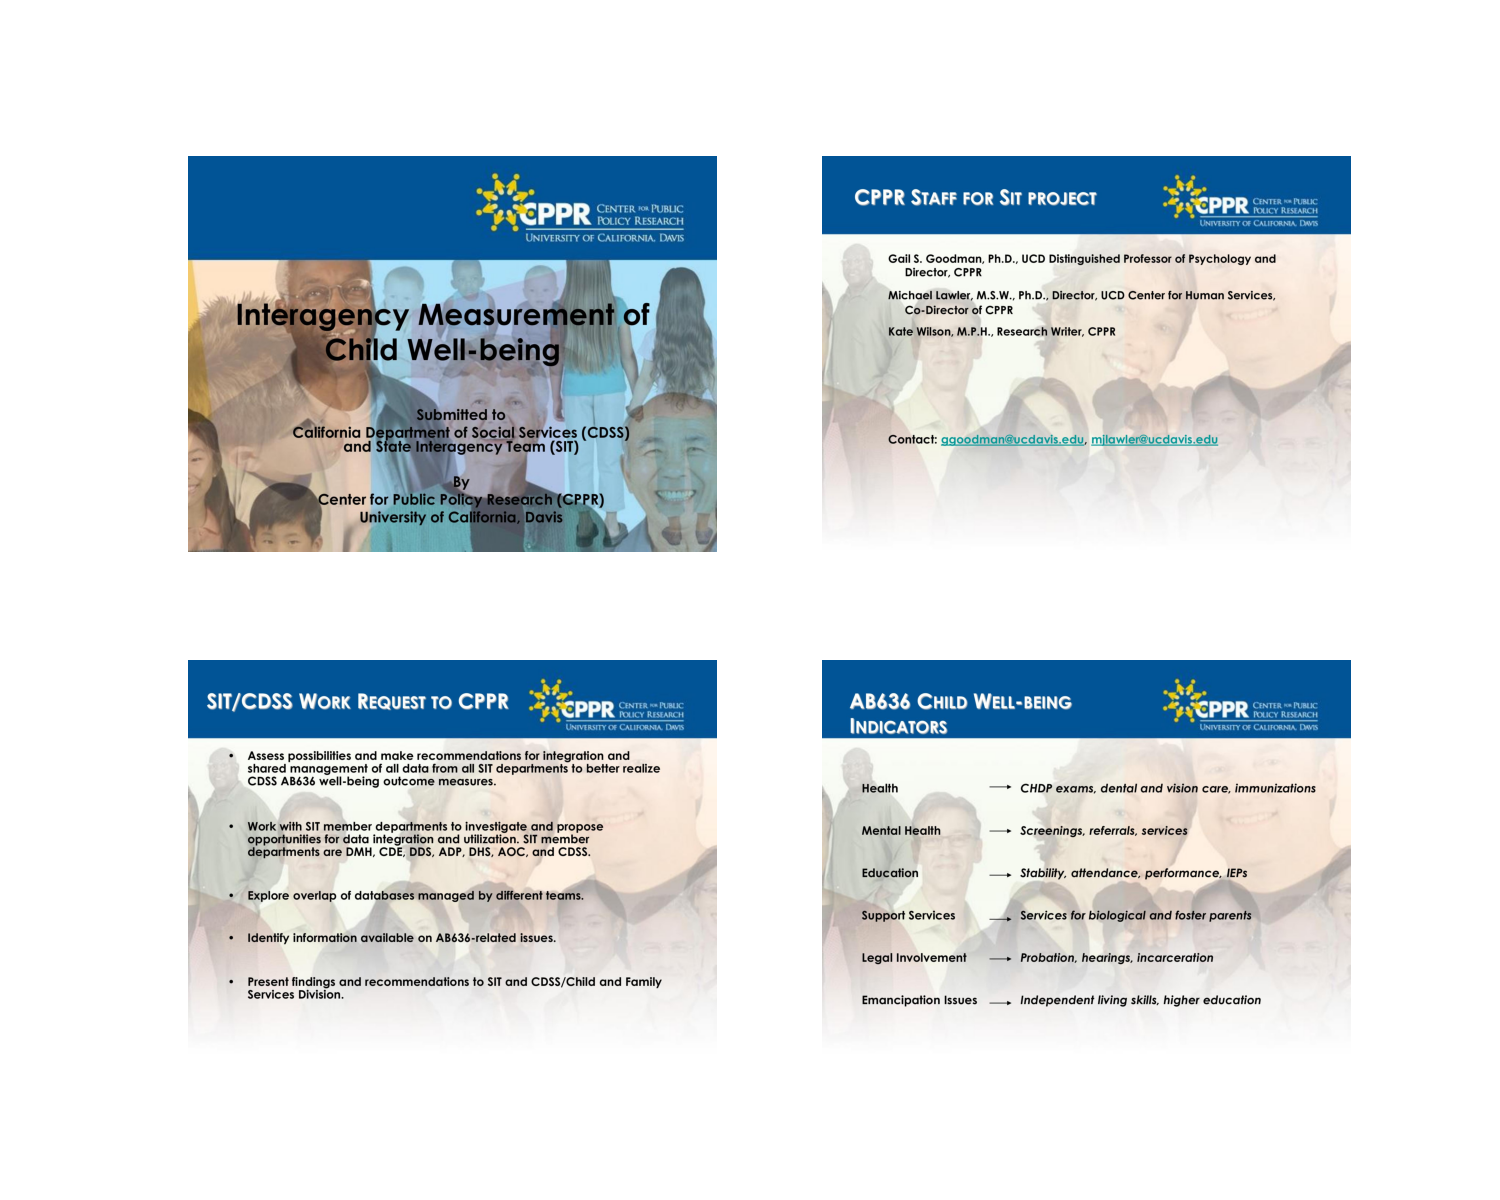 CPPR CENTER FOR PUBLIC
POLICY RESEARCH
UNIVERSITY OF CALIFORNIA, DAVIS
Interagency Measurement of
Child Well-being
Submitted to
California Department of Social Services (CDSS)
and State Interagency Team (SIT)
By
Center for Public Policy Research (CPPR)
University of California, Davis
CPPR STAFF FOR SIT PROJECT
CPPR CENTER FOR PUBLIC
POLICY RESEARCH
UNIVERSITY OF CALIFORNIA, DAVIS
Gail S. Goodman, Ph.D., UCD Distinguished Professor of Psychology and
Director, CPPR
Michael Lawler, M.S.W., Ph.D., Director, UCD Center for Human Services,
Co-Director of CPPR
Kate Wilson, M.P.H., Research Writer, CPPR
Contact: ggoodman@ucdavis.edu, mjlawler@ucdavis.edu
SIT/CDSS WORK REQUEST TO CPPR
CPPR CENTER FOR PUBLIC
POLICY RESEARCH
UNIVERSITY OF CALIFORNIA, DAVIS
• Assess possibilities and make recommendations for integration and
shared management of all data from all SIT departments to better realize
CDSS AB636 well-being outcome measures.
• Work with SIT member departments to investigate and propose
opportunities for data integration and utilization. SIT member
departments are DMH, CDE, DDS, ADP, DHS, AOC, and CDSS.
• Explore overlap of databases managed by different teams.
• Identify information available on AB636-related issues.
• Present findings and recommendations to SIT and CDSS/Child and Family
Services Division.
AB636 CHILD WELL-BEING
INDICATORS
CPPR CENTER FOR PUBLIC
POLICY RESEARCH
UNIVERSITY OF CALIFORNIA, DAVIS
Health → CHDP exams, dental and vision care, immunizations
Mental Health → Screenings, referrals, services
Education → Stability, attendance, performance, IEPs
Support Services → Services for biological and foster parents
Legal Involvement → Probation, hearings, incarceration
Emancipation Issues → Independent living skills, higher education